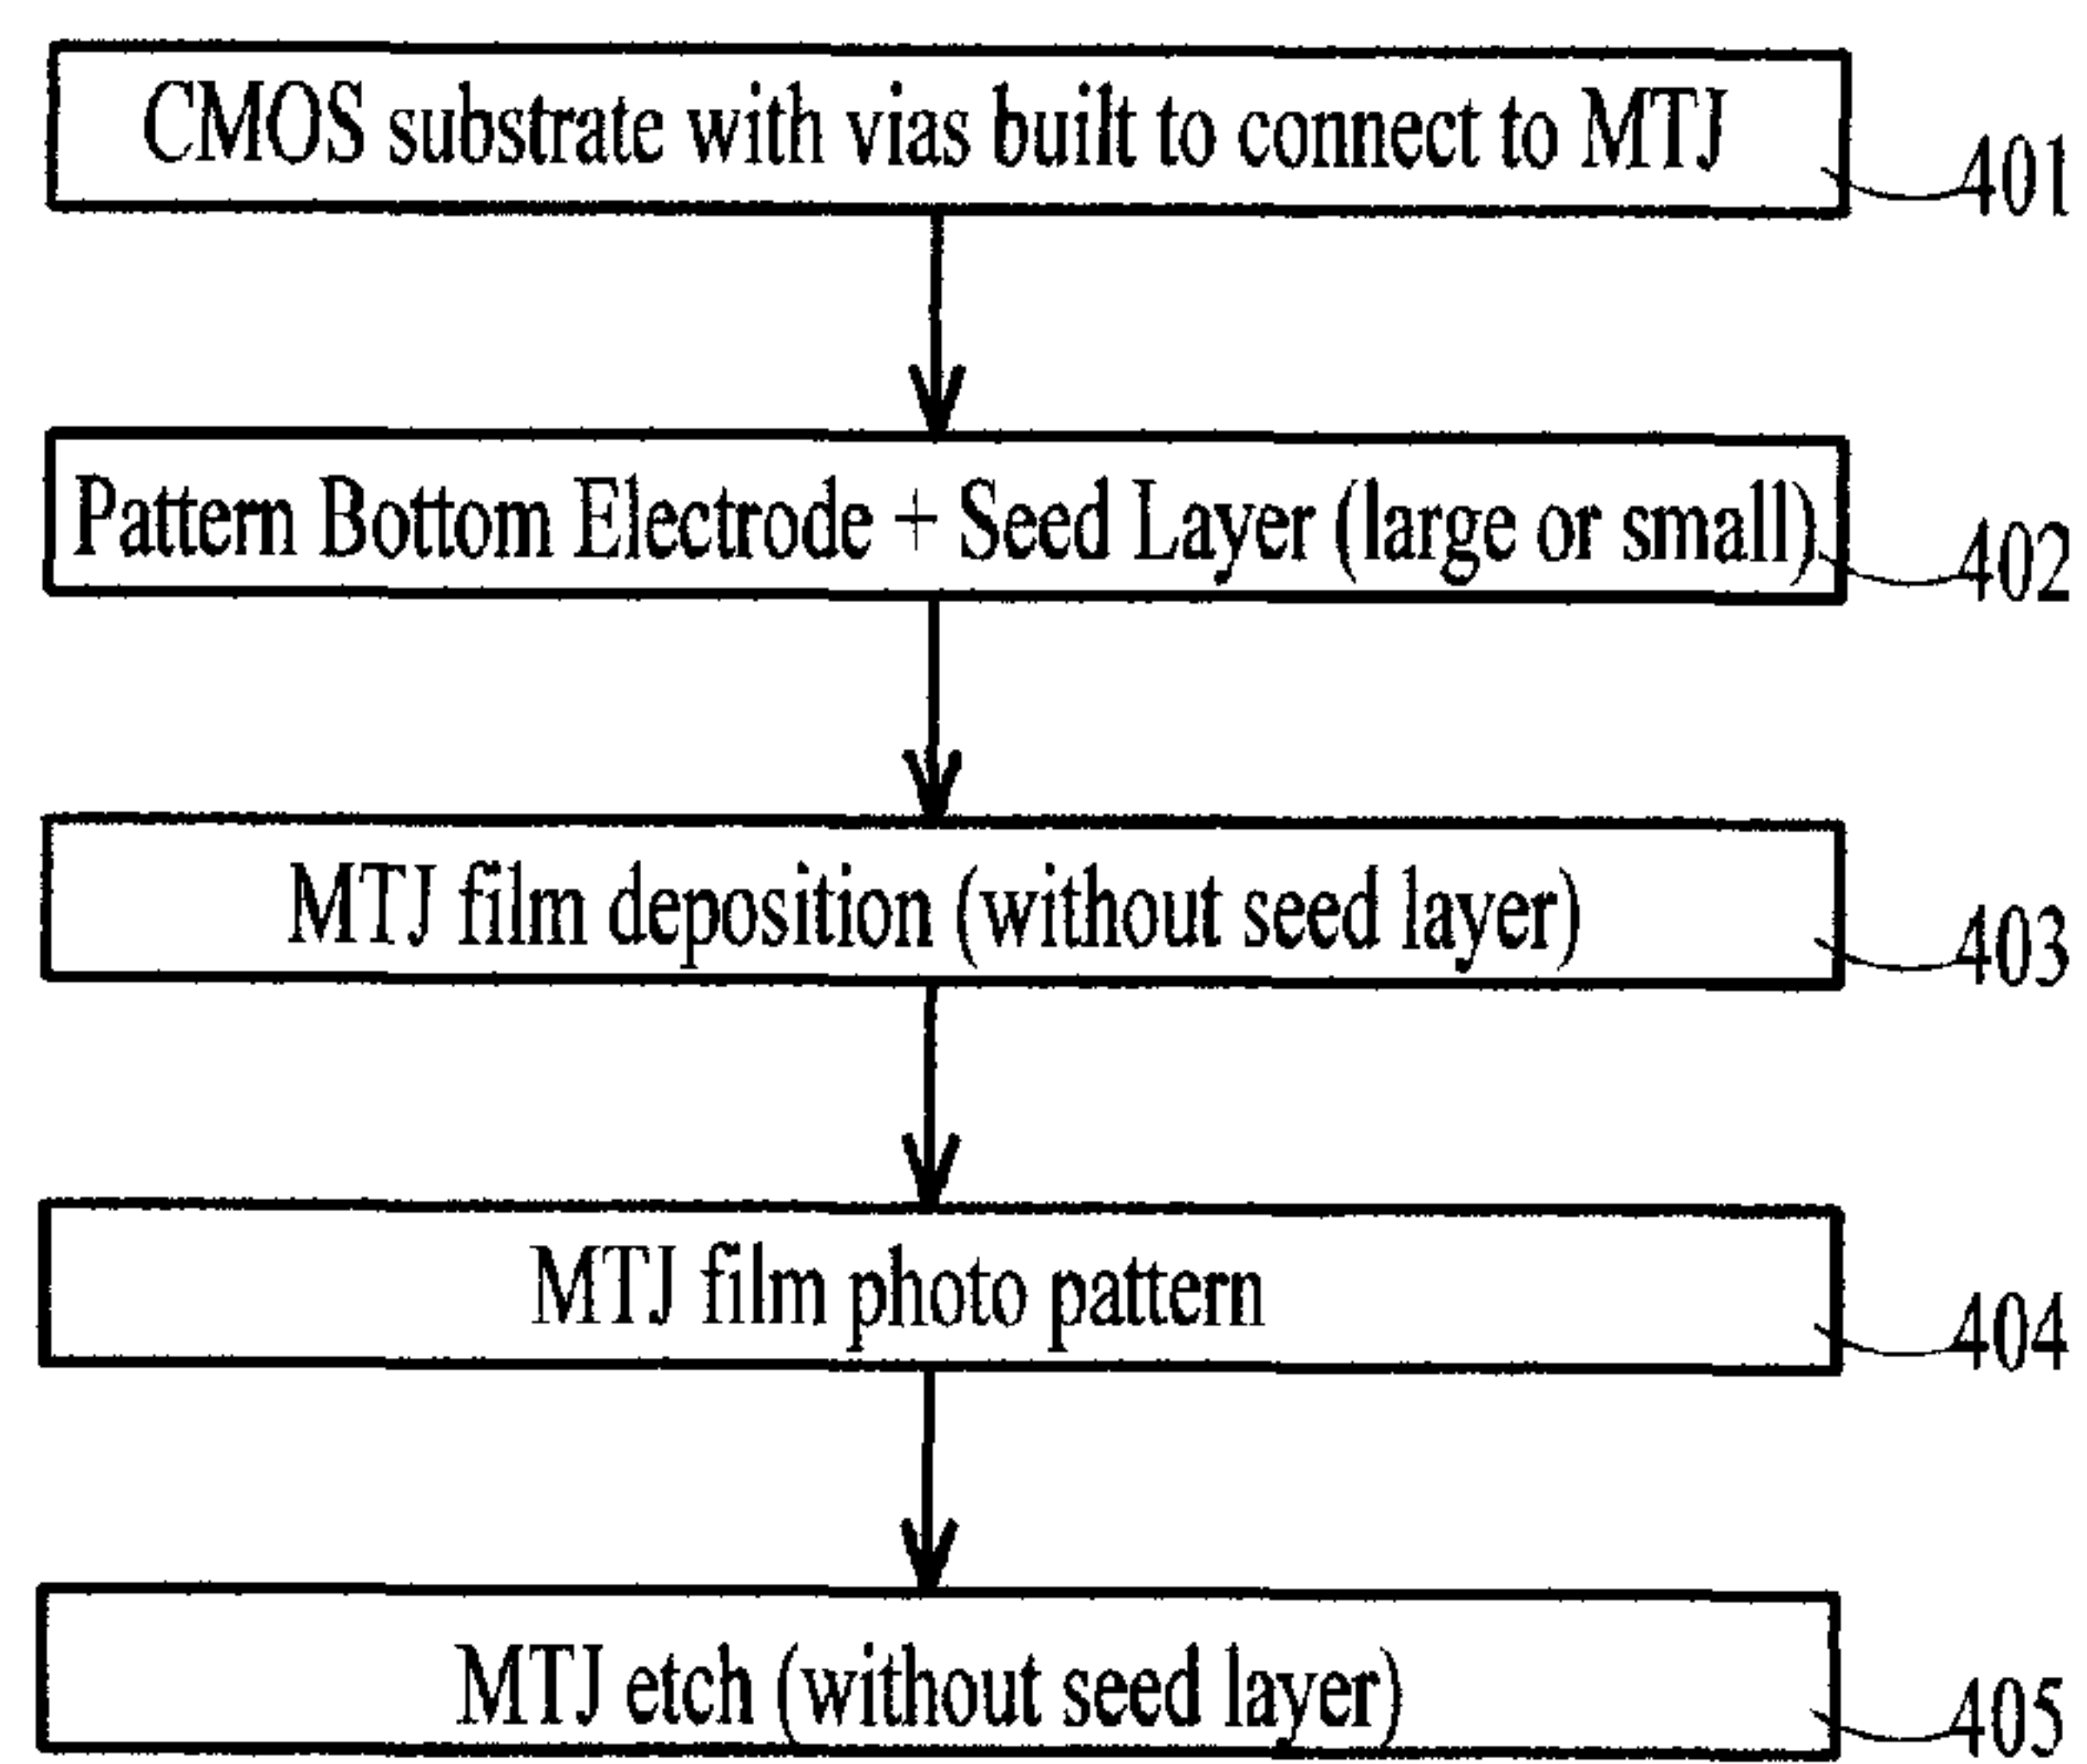 CMOS substrate with vias built to connect to MTJ
401
Pattern Bottom Electrode + Seed Layer (large or small)
402
MTJ film deposition (without seed layer)
403
MTJ film photo pattern
404
MTJ etch (without seed layer)
405